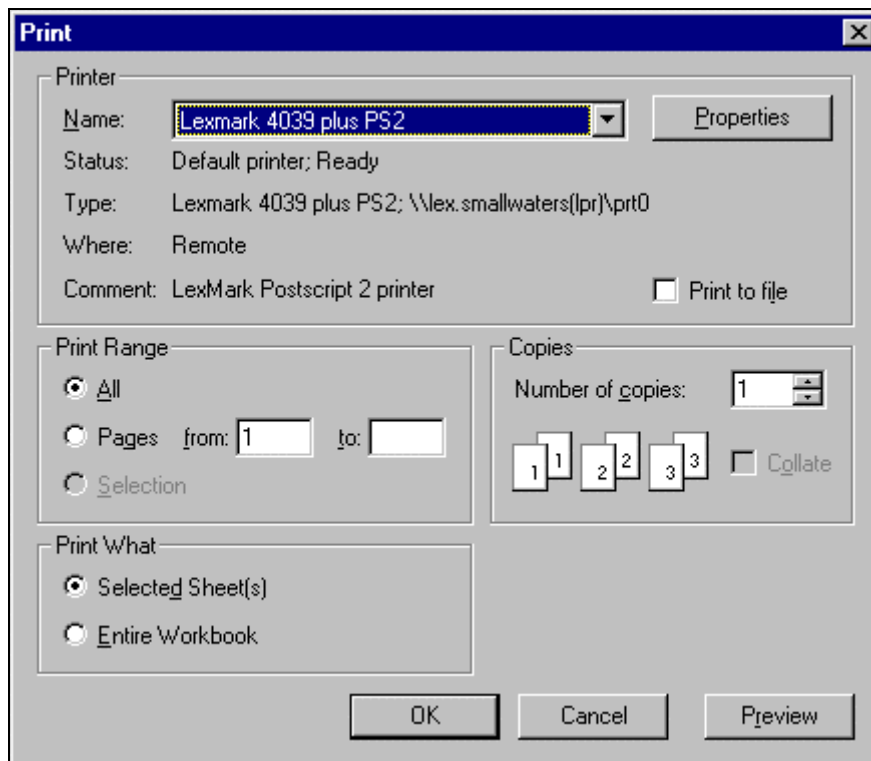 Print
Printer
Name: Lexmark 4039 plus PS2 Properties
Status: Default printer; Ready
Type: Lexmark 4039 plus PS2; \\lex.smallwaters(lpr)\prt0
Where: Remote
Comment: LexMark Postscript 2 printer Print to file
Print Range
All
Pages from: 1 to:
Selection
Copies
Number of copies: 1
1 1 2 2 3 3 Collate
Print What
Selected Sheet(s)
Entire Workbook
OK Cancel Preview